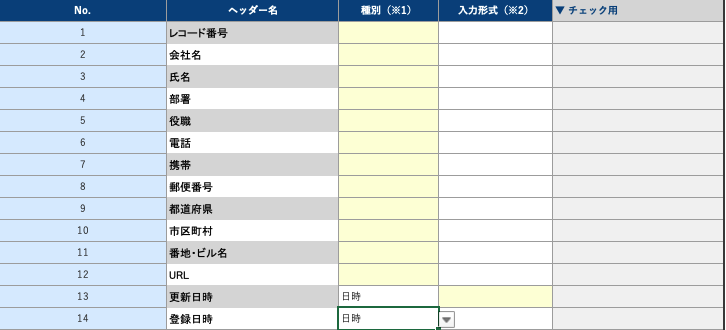 No. ヘッダー名 種別（※1） 入力形式（※2） ▼ チェック用
1 レコード番号
2 会社名
3 氏名
4 部署
5 役職
6 電話
7 携帯
8 郵便番号
9 都道府県
10 市区町村
11 番地・ビル名
12 URL
13 更新日時 日時
14 登録日時 日時